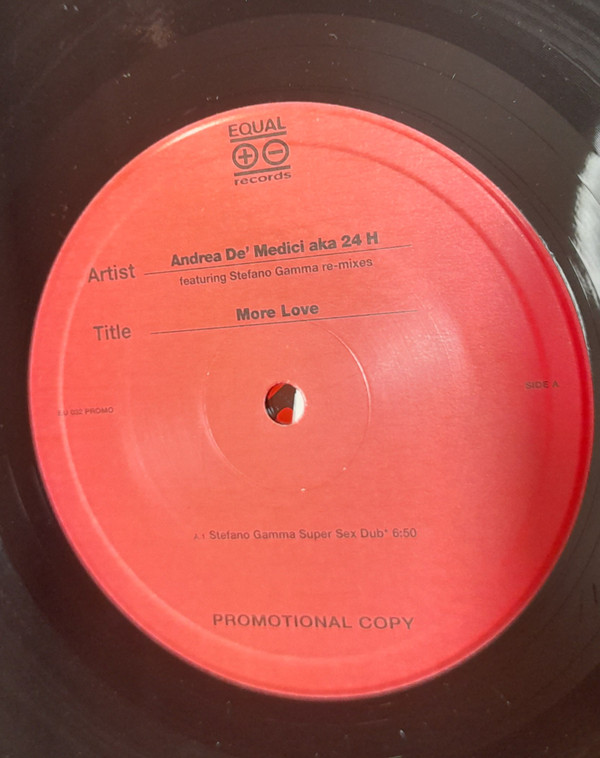 EQUAL
records
Artist Andrea De' Medici aka 24 H
featuring Stefano Gamma re-mixes
Title More Love
SIDE A
032 PROMO
A.1 Stefano Gamma Super Sex Dub* 6:50
PROMOTIONAL COPY